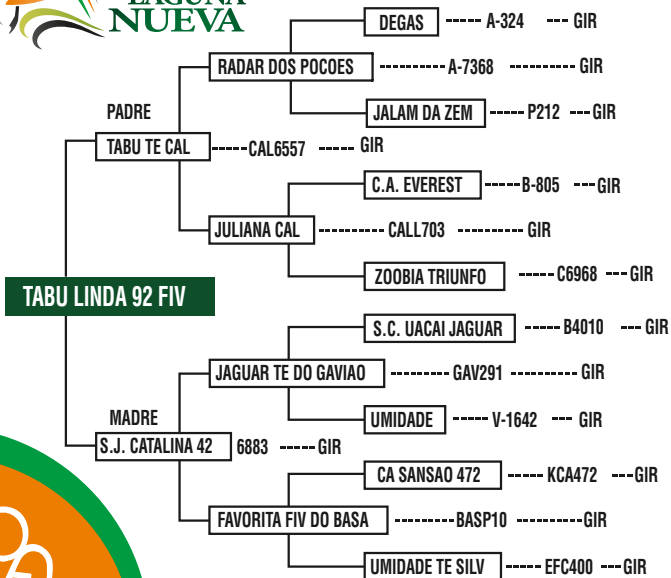 LAGUNA
NUEVA
DEGAS ----- A-324 --- GIR
RADAR DOS POCOES ---------- A-7368 ---------- GIR
JALAM DA ZEM ----- P212 --- GIR
PADRE
TABU TE CAL -----CAL6557 ----- GIR
C.A. EVEREST -----B-805 ---GIR
JULIANA CAL ---------- CALL703 ---------- GIR
ZOOBIA TRIUNFO ----- C6968 ---GIR
TABU LINDA 92 FIV
S.C. UACAI JAGUAR ----- B4010 --- GIR
JAGUAR TE DO GAVIAO --------- GAV291 ---------- GIR
UMIDADE ----- V-1642 --- GIR
MADRE
S.J. CATALINA 42 6883 -----GIR
CA SANSAO 472 ----- KCA472 ---GIR
FAVORITA FIV DO BASA ---------BASP10 ----------GIR
UMIDADE TE SILV ----- EFC400 ---GIR